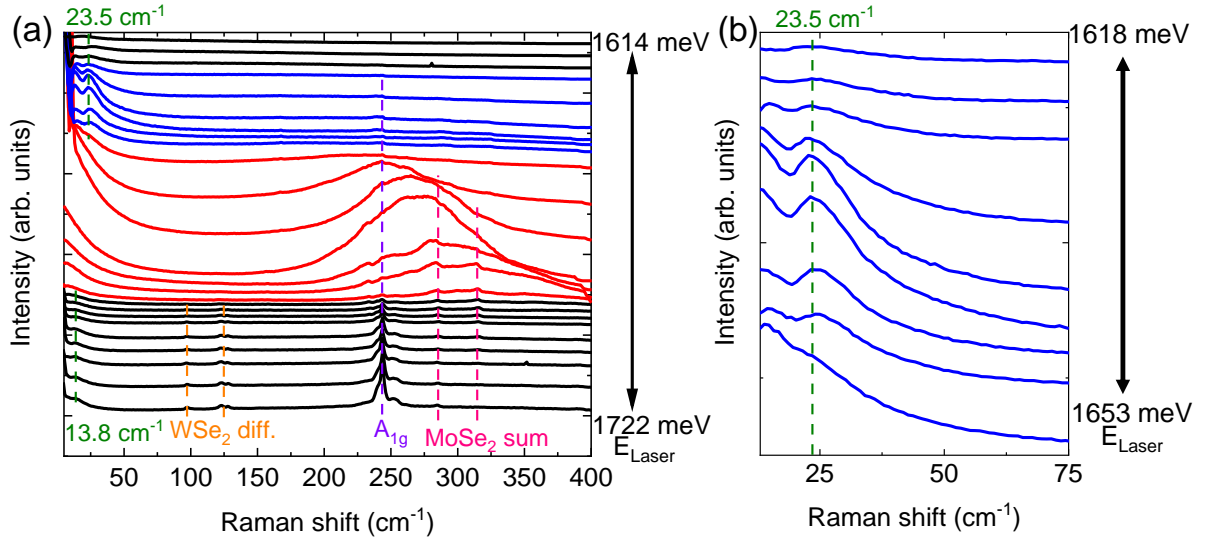 (a)
23.5 cm⁻¹
1614 meV
Intensity (arb. units)
13.8 cm⁻¹
WSe₂ diff.
A₁g
MoSe₂ sum
1722 meV
E_Laser
50 100 150 200 250 300 350 400
Raman shift (cm⁻¹)
(b)
23.5 cm⁻¹
1618 meV
Intensity (arb. units)
1653 meV
E_Laser
25 50 75
Raman shift (cm⁻¹)